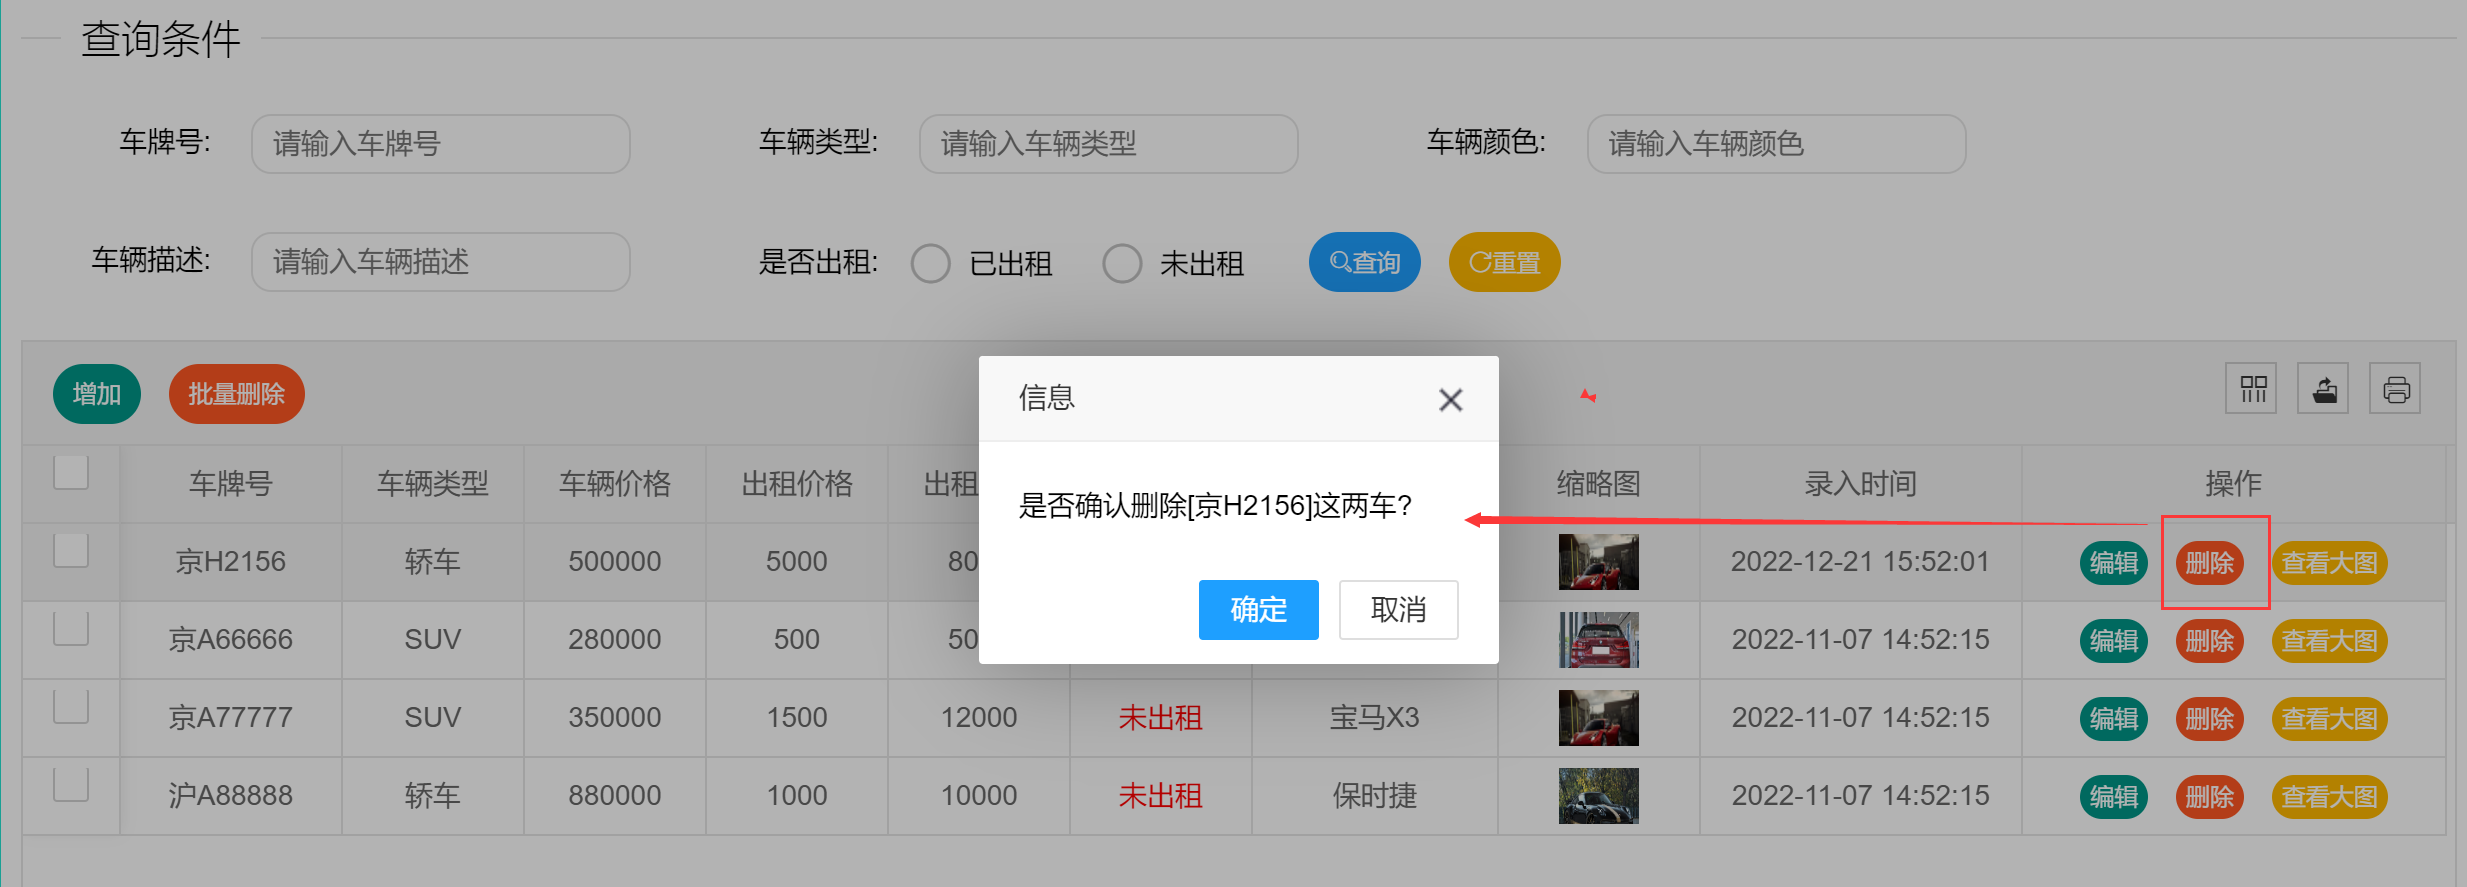 查询条件
车牌号: 请输入车牌号 车辆类型: 请输入车辆类型 车辆颜色: 请输入车辆颜色
车辆描述: 请输入车辆描述 是否出租: 已出租 未出租 查询 重置
增加 批量删除
信息
是否确认删除[京H2156]这两车?
确定 取消
车牌号 车辆类型 车辆价格 出租价格 出租 缩略图 录入时间 操作
京H2156 轿车 500000 5000 80 2022-12-21 15:52:01 编辑 删除 查看大图
京A66666 SUV 280000 500 50 2022-11-07 14:52:15 编辑 删除 查看大图
京A77777 SUV 350000 1500 12000 未出租 宝马X3 2022-11-07 14:52:15 编辑 删除 查看大图
沪A88888 轿车 880000 1000 10000 未出租 保时捷 2022-11-07 14:52:15 编辑 删除 查看大图